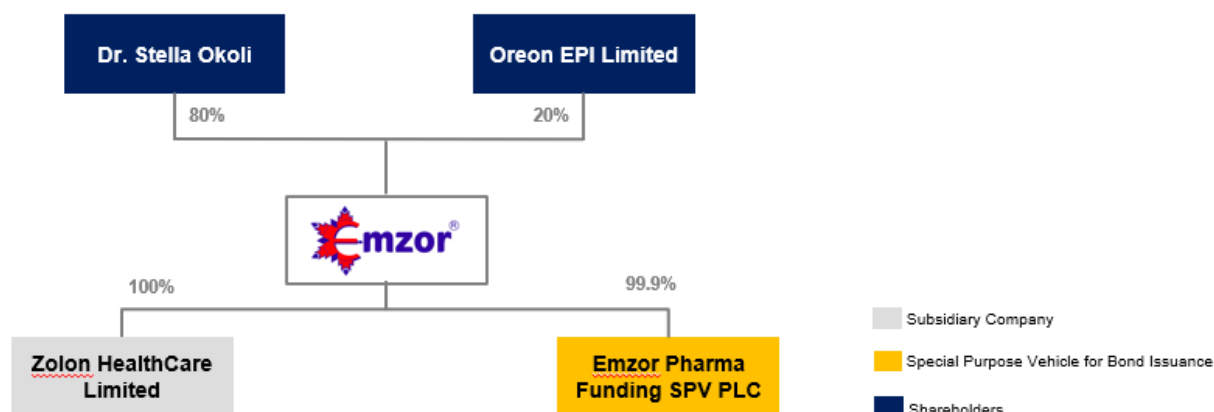 Dr. Stella Okoli
Oreon EPI Limited
80%
20%
Emzor®
100%
99.9%
Zolon HealthCare
Limited
Emzor Pharma
Funding SPV PLC
Subsidiary Company
Special Purpose Vehicle for Bond Issuance
Shareholders